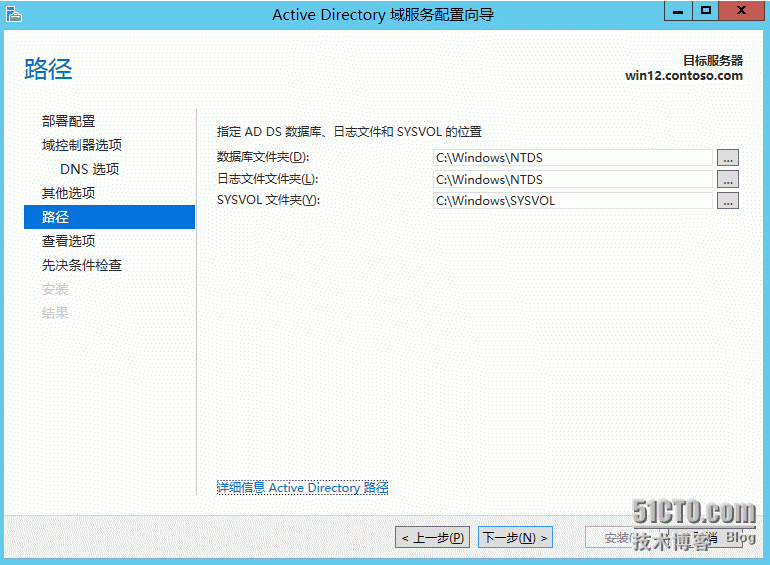 Active Directory 域服务配置向导
路径
目标服务器
win12.contoso.com
部署配置
域控制器选项
DNS 选项
其他选项
路径
查看选项
先决条件检查
安装
结果
指定 AD DS 数据库、日志文件和 SYSVOL 的位置
数据库文件夹(D): C:\Windows\NTDS ...
日志文件文件夹(L): C:\Windows\NTDS ...
SYSVOL 文件夹(Y): C:\Windows\SYSVOL ...
详细信息 Active Directory 路径
< 上一步(P) 下一步(N) > 安装 取消
51CTO.com
技术博客 Blog